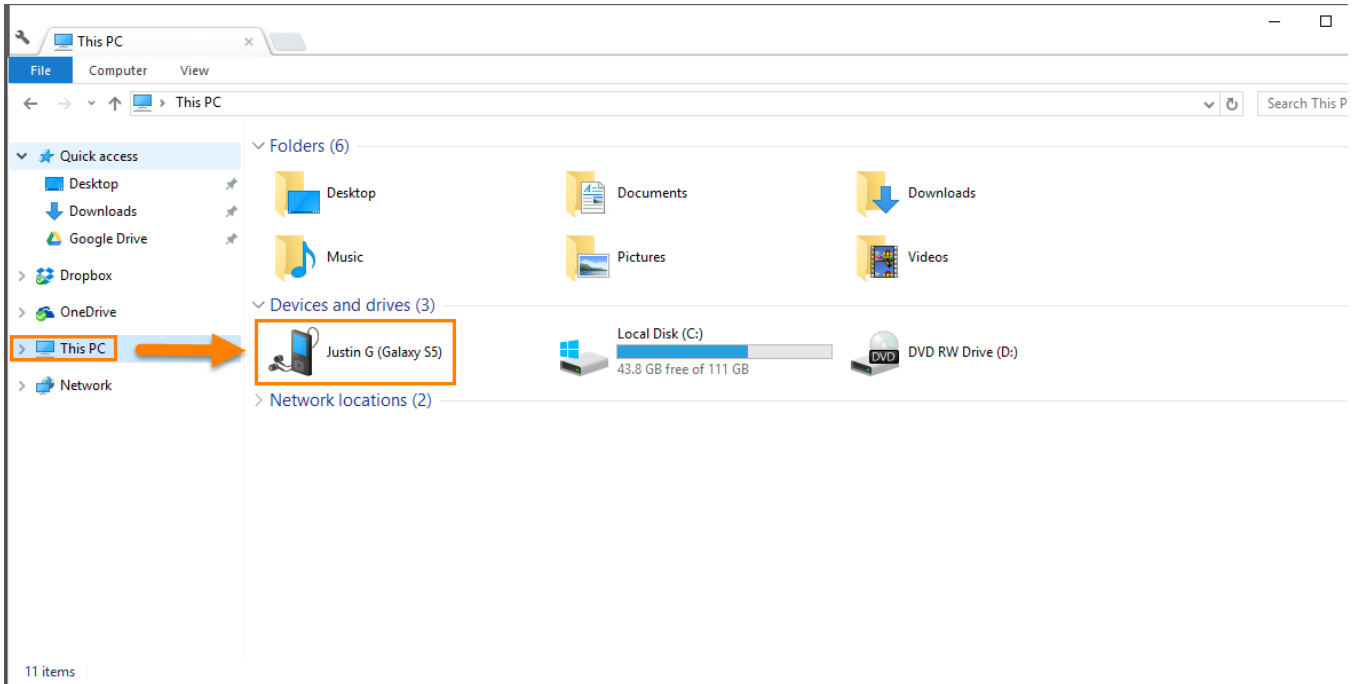 This PC
File Computer View
This PC
Search This P
Quick access
Desktop
Downloads
Google Drive
Dropbox
OneDrive
This PC
Network
Folders (6)
Desktop Documents Downloads
Music Pictures Videos
Devices and drives (3)
Justin G (Galaxy S5)
Local Disk (C:)
43.8 GB free of 111 GB
DVD
DVD RW Drive (D:)
Network locations (2)
11 items